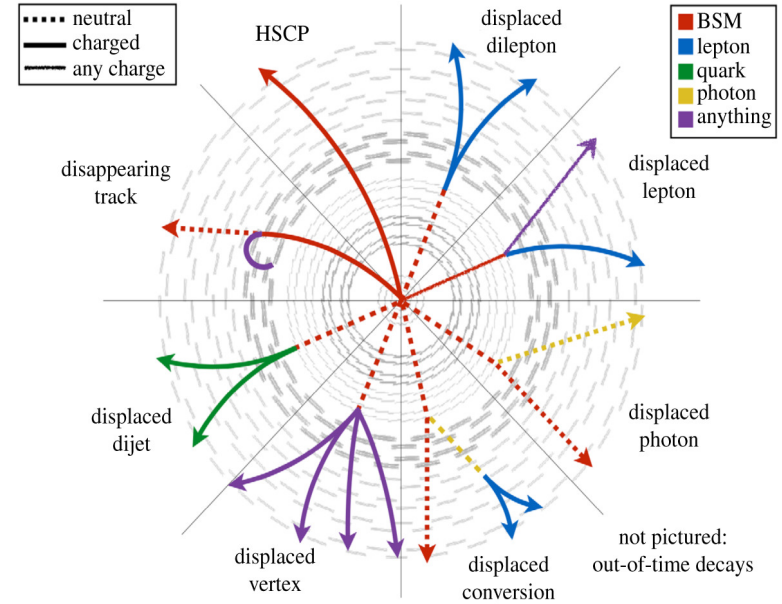 neutral
charged
any charge
HSCP
displaced
dilepton
BSM
lepton
quark
photon
anything
disappearing
track
displaced
lepton
displaced
dijet
displaced
photon
displaced
vertex
displaced
conversion
not pictured:
out-of-time decays